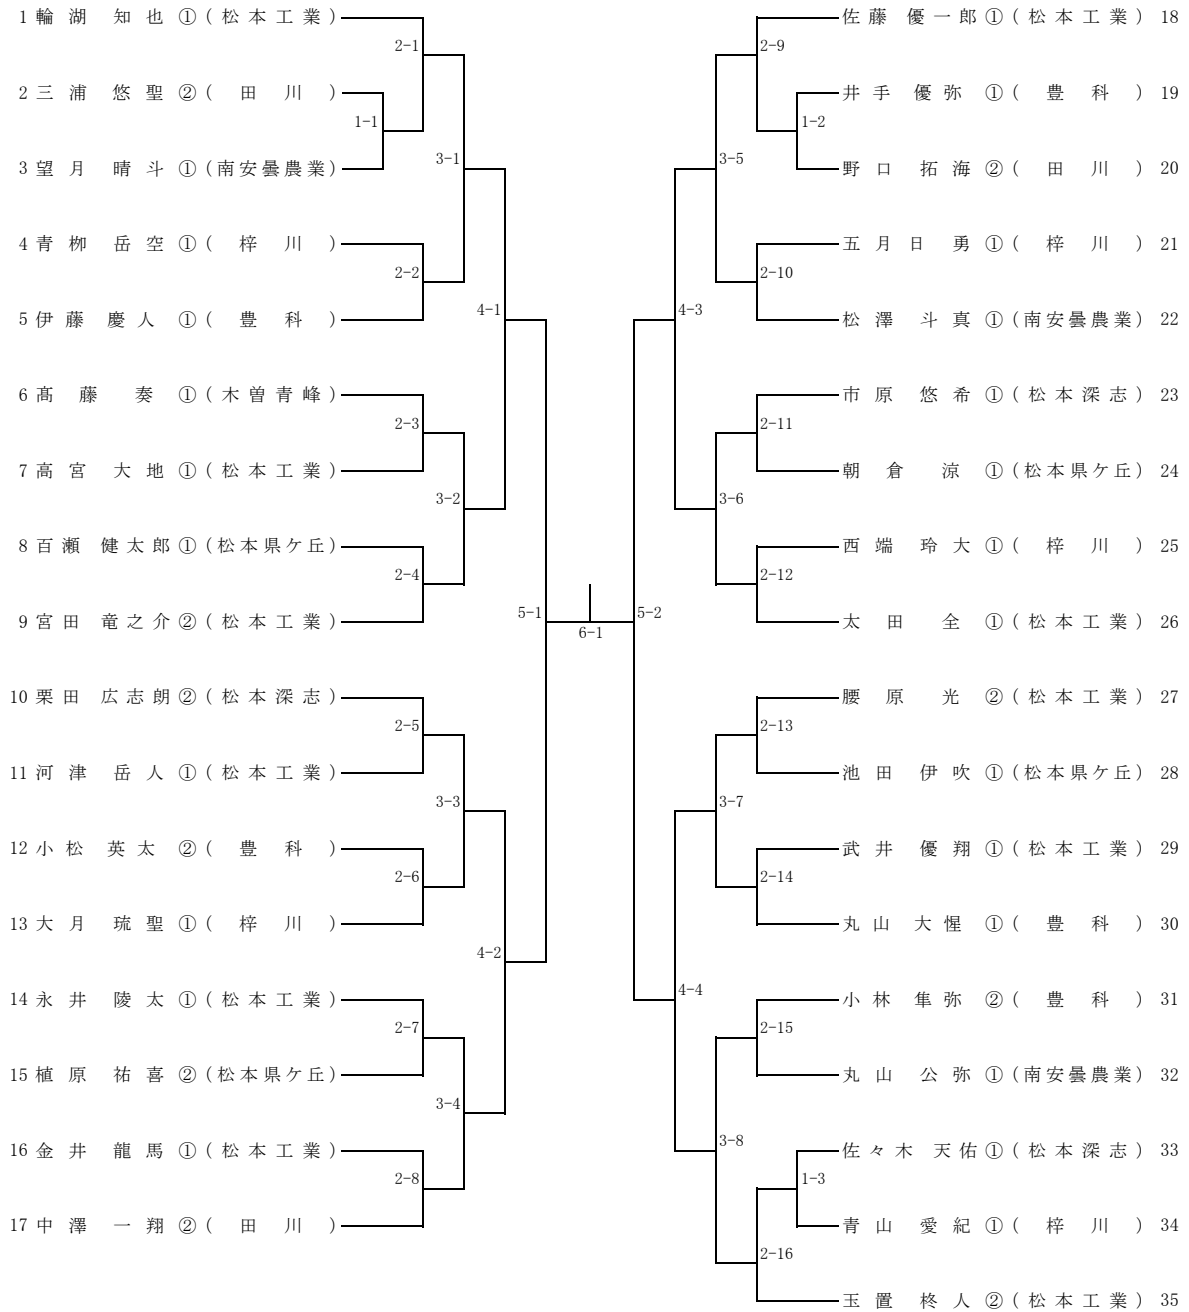 1 輪湖 知也 ① (松本工業)
2-1
2 三浦 悠聖 ② (田川)
1-1
3 望月 晴斗 ① (南安曇農業)
3-1
4 青栁 岳空 ① (梓川)
2-2
5 伊藤 慶人 ① (豊科)
4-1
6 髙藤 奏 ① (木曽青峰)
2-3
7 高宮 大地 ① (松本工業)
3-2
8 百瀬 健太郎 ① (松本県ケ丘)
2-4
9 宮田 竜之介 ② (松本工業)
5-1
10 栗田 広志朗 ② (松本深志)
2-5
11 河津 岳人 ① (松本工業)
3-3
12 小松 英太 ② (豊科)
2-6
13 大月 琉聖 ① (梓川)
4-2
14 永井 陵太 ① (松本工業)
2-7
15 植原 祐喜 ② (松本県ケ丘)
3-4
16 金井 龍馬 ① (松本工業)
2-8
17 中澤 一翔 ② (田川)
6-1
佐藤 優一郎 ① (松本工業) 18
2-9
井手 優弥 ① (豊科) 19
1-2
野口 拓海 ② (田川) 20
3-5
五月日 勇 ① (梓川) 21
2-10
松澤 斗真 ① (南安曇農業) 22
4-3
市原 悠希 ① (松本深志) 23
2-11
朝倉 涼 ① (松本県ケ丘) 24
3-6
西端 玲大 ① (梓川) 25
2-12
太田 全 ① (松本工業) 26
5-2
腰原 光 ② (松本工業) 27
2-13
池田 伊吹 ① (松本県ケ丘) 28
3-7
武井 優翔 ① (松本工業) 29
2-14
丸山 大惺 ① (豊科) 30
4-4
小林 隼弥 ② (豊科) 31
2-15
丸山 公弥 ① (南安曇農業) 32
3-8
佐々木 天佑 ① (松本深志) 33
1-3
青山 愛紀 ① (梓川) 34
2-16
玉置 柊人 ② (松本工業) 35